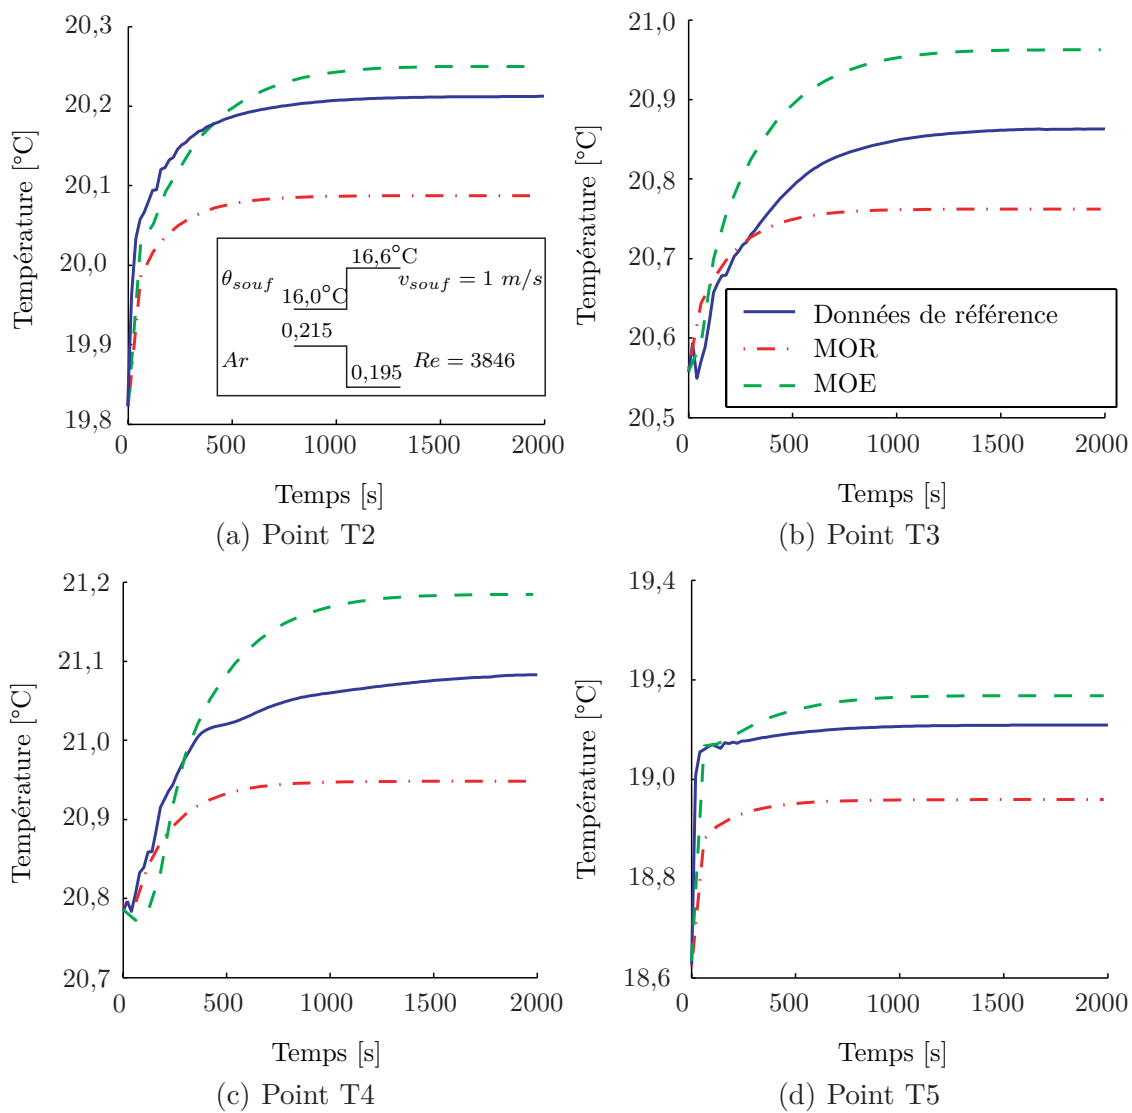 20,3
20,2
20,1
20,0
19,9
19,8
Température [°C]
0 500 1000 1500 2000
Temps [s]
16,6°C
θsouf 16,0°C vsouf = 1 m/s
0,215
Ar 0,195 Re = 3846
(a) Point T2
21,0
20,9
20,8
20,7
20,6
20,5
Température [°C]
0 500 1000 1500 2000
Temps [s]
Données de référence
MOR
MOE
(b) Point T3
21,2
21,1
21,0
20,9
20,8
20,7
Température [°C]
0 500 1000 1500 2000
Temps [s]
(c) Point T4
19,4
19,2
19,0
18,8
18,6
Température [°C]
0 500 1000 1500 2000
Temps [s]
(d) Point T5